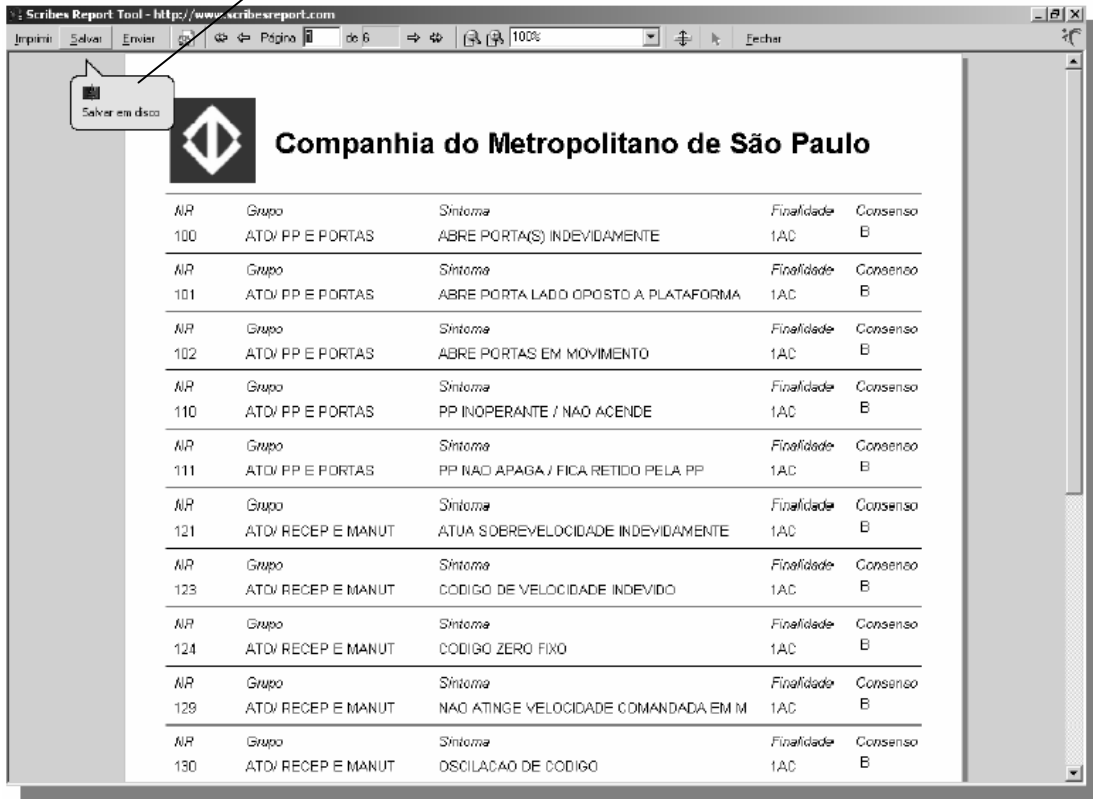 Scribes Report Tool - http://www.scribesreport.com
Imprimir Salvar Enviar Página 1 de 6 100% Fechar
Salvar em disco
Companhia do Metropolitano de São Paulo
NR Grupo Sintoma Finalidade Consenso
100 ATO/ PP E PORTAS ABRE PORTA(S) INDEVIDAMENTE 1AC B
NR Grupo Sintoma Finalidade Consenso
101 ATO/ PP E PORTAS ABRE PORTA LADO OPOSTO A PLATAFORMA 1AC B
NR Grupo Sintoma Finalidade Consenso
102 ATO/ PP E PORTAS ABRE PORTAS EM MOVIMENTO 1AC B
NR Grupo Sintoma Finalidade Consenso
110 ATO/ PP E PORTAS PP INOPERANTE / NAO ACENDE 1AC B
NR Grupo Sintoma Finalidade Consenso
111 ATO/ PP E PORTAS PP NAO APAGA / FICA RETIDO PELA PP 1AC B
NR Grupo Sintoma Finalidade Consenso
121 ATO/ RECEP E MANUT ATUA SOBREVELOCIDADE INDEVIDAMENTE 1AC B
NR Grupo Sintoma Finalidade Consenso
123 ATO/ RECEP E MANUT CODIGO DE VELOCIDADE INDEVIDO 1AC B
NR Grupo Sintoma Finalidade Consenso
124 ATO/ RECEP E MANUT CODIGO ZERO FIXO 1AC B
NR Grupo Sintoma Finalidade Consenso
129 ATO/ RECEP E MANUT NAO ATINGE VELOCIDADE COMANDADA EM M 1AC B
NR Grupo Sintoma Finalidade Consenso
130 ATO/ RECEP E MANUT OSCILACAO DE CODIGO 1AC B